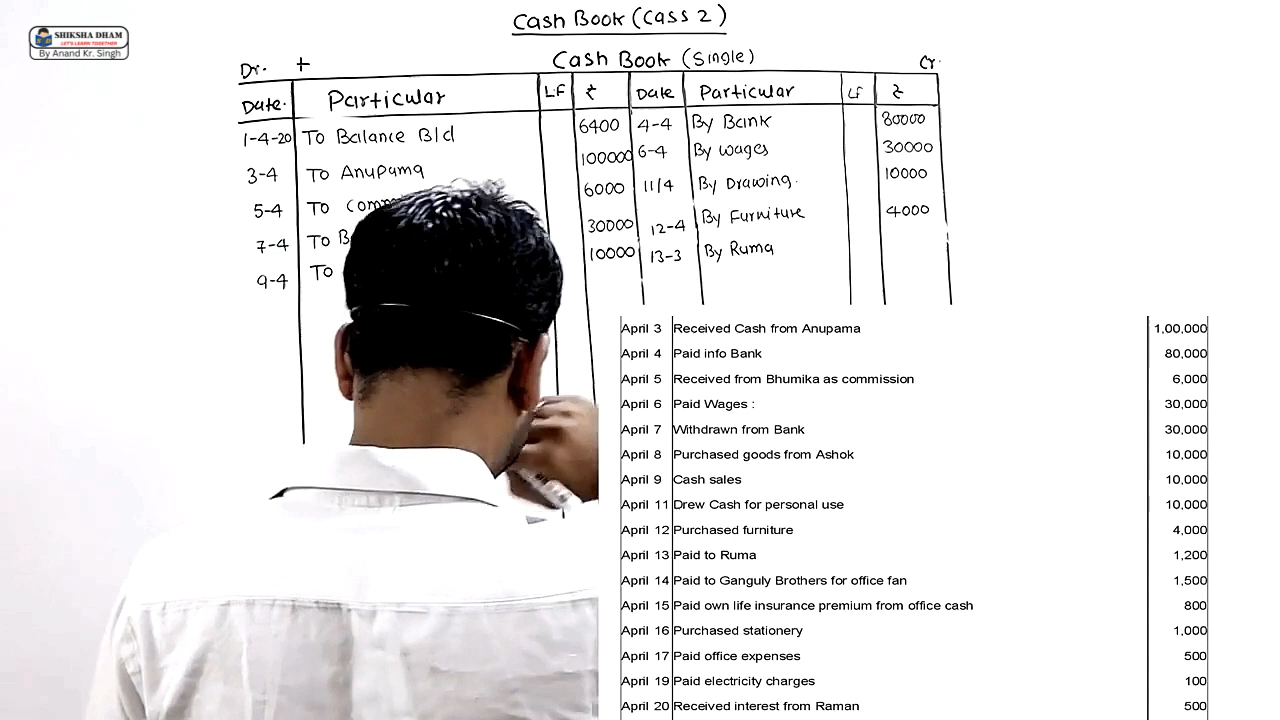 SHIKSHA DHAM
LET'S LEARN TOGETHER
By Anand Kr. Singh
Cash Book (Cass 2)
Cash Book (Single)
Dr. + Cr.
Date. Particular LF ₹ Date Particular LF ₹
1-4-20 To Balance B/d 6400 4-4 By Bank 80000
3-4 To Anupama 100000 6-4 By wages 30000
5-4 To 6000 11/4 By Drawing. 10000
7-4 To 30000 12-4 By Furniture 4000
9-4 To 10000 13-3 By Ruma
April 3 Received Cash from Anupama 1,00,000
April 4 Paid info Bank 80,000
April 5 Received from Bhumika as commission 6,000
April 6 Paid Wages : 30,000
April 7 Withdrawn from Bank 30,000
April 8 Purchased goods from Ashok 10,000
April 9 Cash sales 10,000
April 11 Drew Cash for personal use 10,000
April 12 Purchased furniture 4,000
April 13 Paid to Ruma 1,200
April 14 Paid to Ganguly Brothers for office fan 1,500
April 15 Paid own life insurance premium from office cash 800
April 16 Purchased stationery 1,000
April 17 Paid office expenses 500
April 19 Paid electricity charges 100
April 20 Received interest from Raman 500